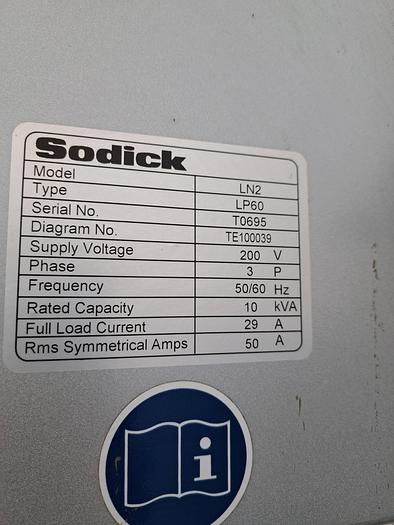 Sodick
Model LN2
Type LP60
Serial No. T0695
Diagram No. TE100039
Supply Voltage 200 V
Phase 3 P
Frequency 50/60 Hz
Rated Capacity 10 kVA
Full Load Current 29 A
Rms Symmetrical Amps 50 A
i